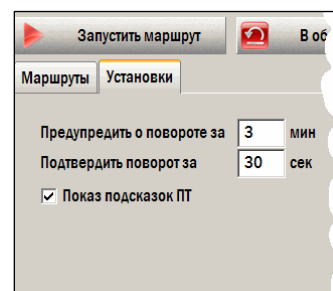 Запустить маршрут В об
Маршруты Установки
Предупредить о повороте за 3 мин
Подтвердить поворот за 30 сек
Показ подсказок ПТ